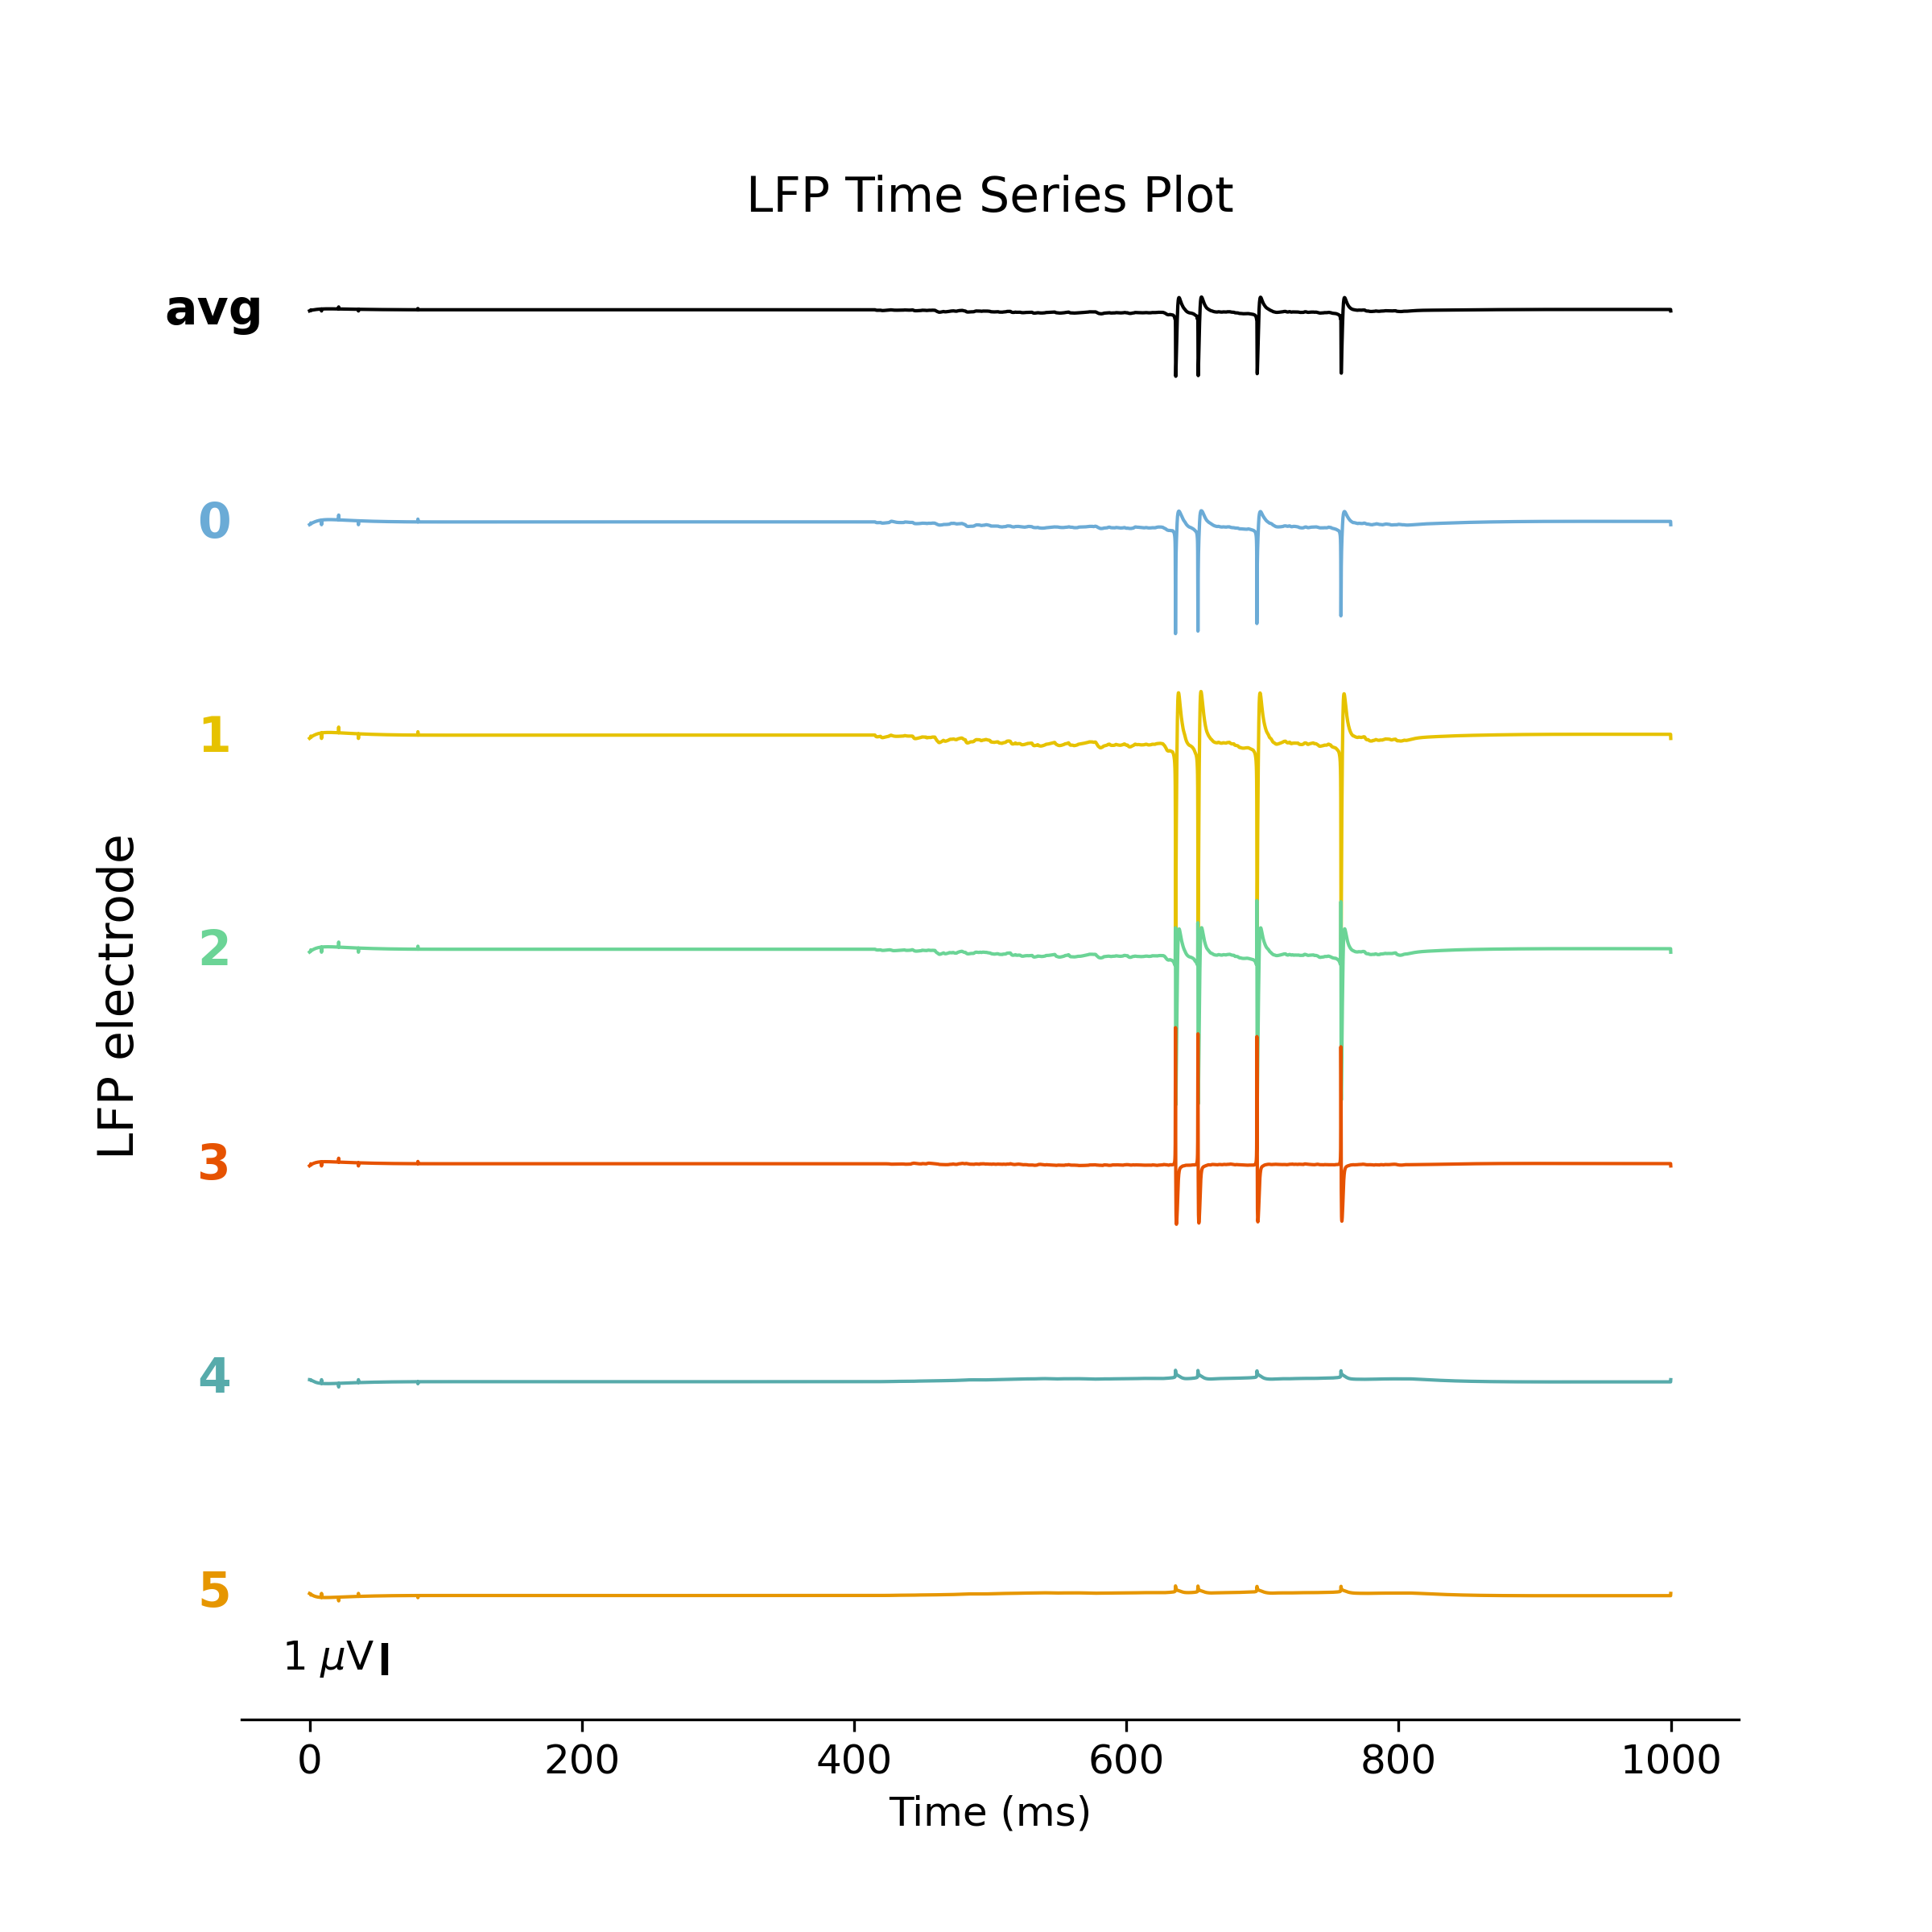 LFP Time Series Plot
avg
0
1
2
3
4
5
LFP electrode
1 μV
0 200 400 600 800 1000
Time (ms)